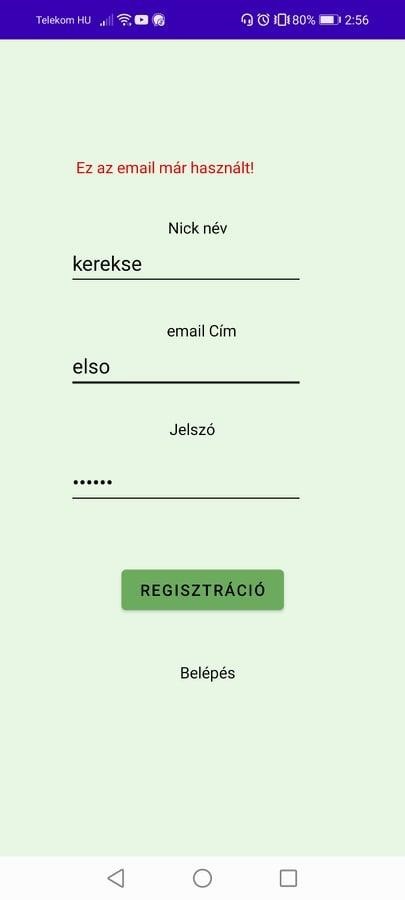 Telekom HU 80% 2:56
Ez az email már használt!
Nick név
kerekse
email Cím
elso
Jelszó
••••••
REGISZTRÁCIÓ
Belépés